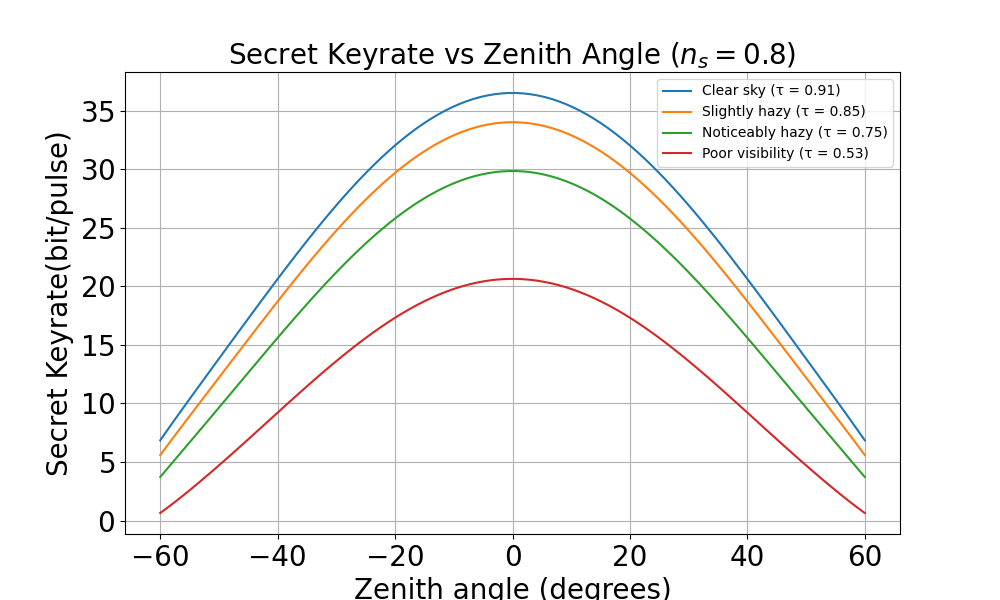 Secret Keyrate vs Zenith Angle (nₛ = 0.8)
Clear sky (τ = 0.91)
Slightly hazy (τ = 0.85)
Noticeably hazy (τ = 0.75)
Poor visibility (τ = 0.53)
Secret Keyrate(bit/pulse)
35
30
25
20
15
10
5
0
−60 −40 −20 0 20 40 60
Zenith angle (degrees)